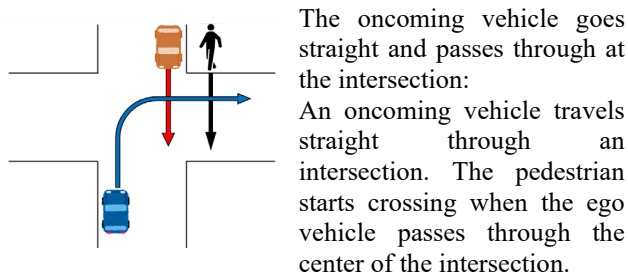 The oncoming vehicle goes
straight and passes through at
the intersection:
An oncoming vehicle travels
straight through an
intersection. The pedestrian
starts crossing when the ego
vehicle passes through the
center of the intersection.